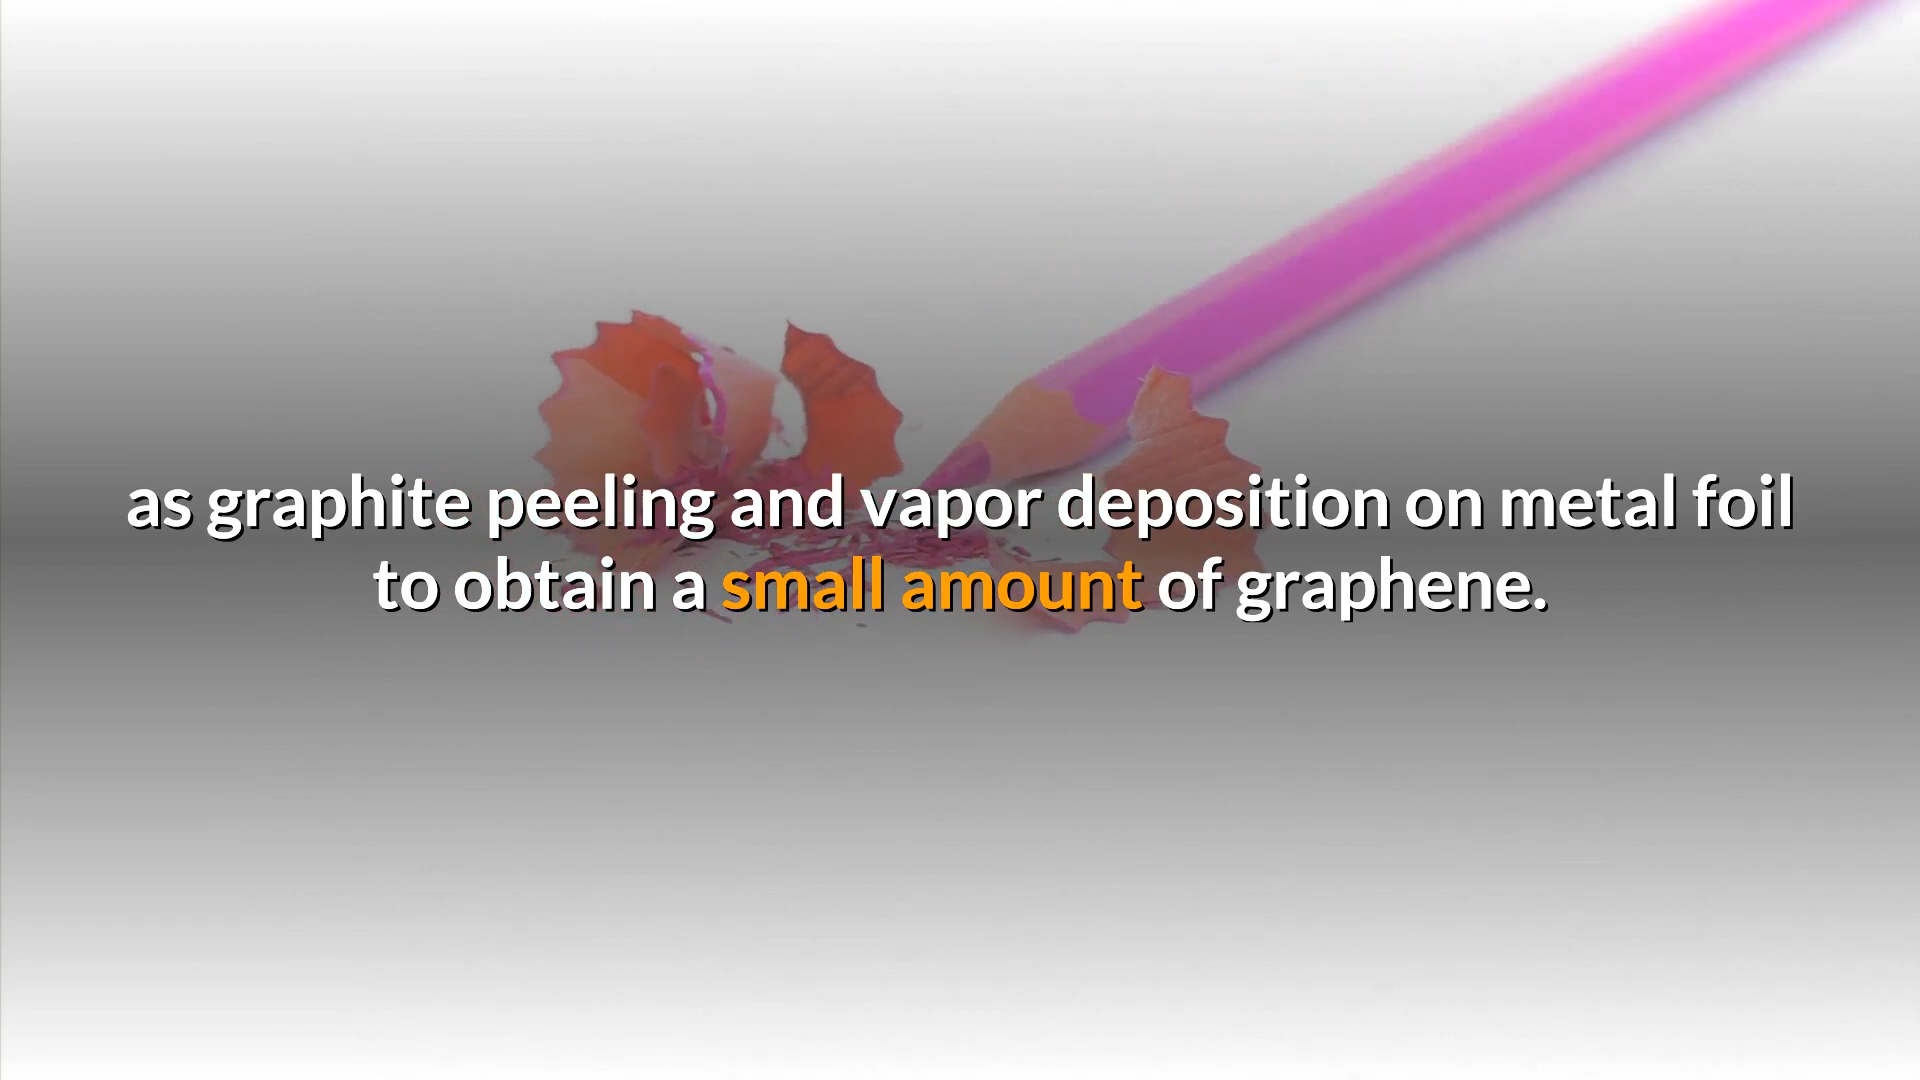 as graphite peeling and vapor deposition on metal foil
to obtain a small amount of graphene.